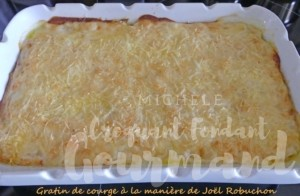 MICHÈLE
Croquant Fondant
Gourmand
Gratin de courge à la manière de Joël Robuchon